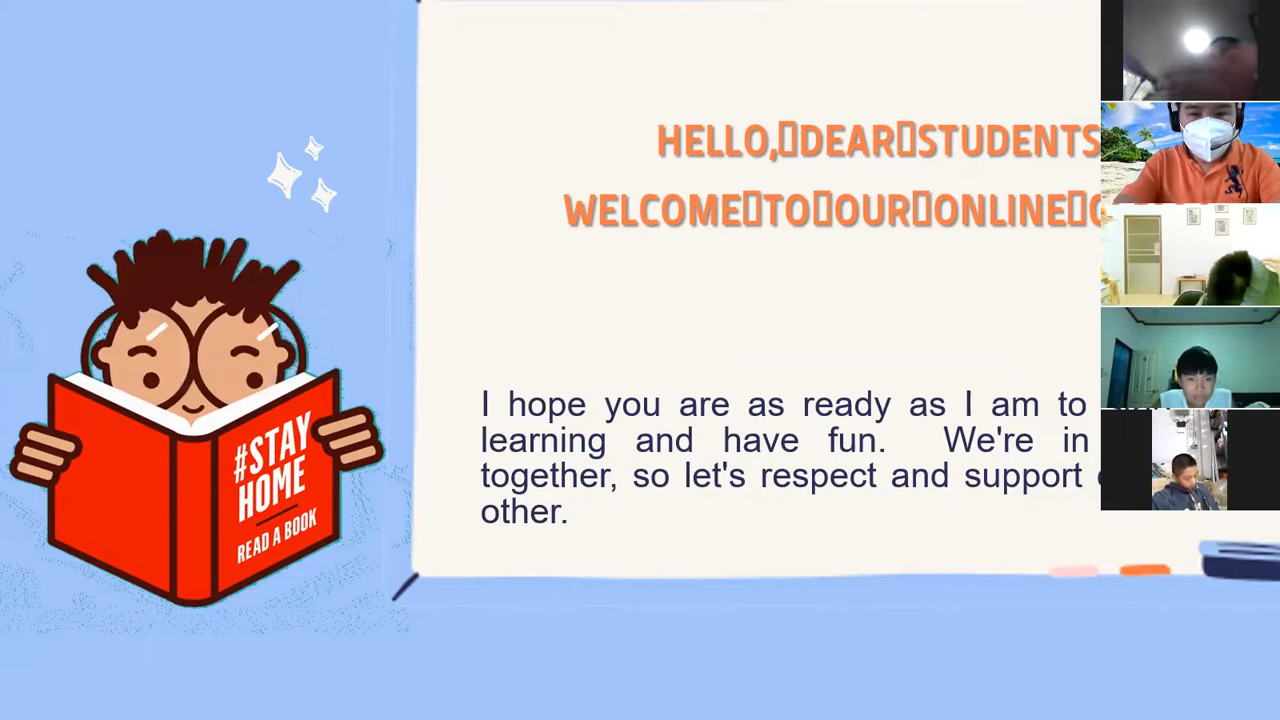 HELLO, DEAR STUDENTS
WELCOME TO OUR ONLINE
I hope you are as ready as I am to
learning and have fun. We're in
together, so let's respect and support
other.
#STAY
HOME
READ A BOOK